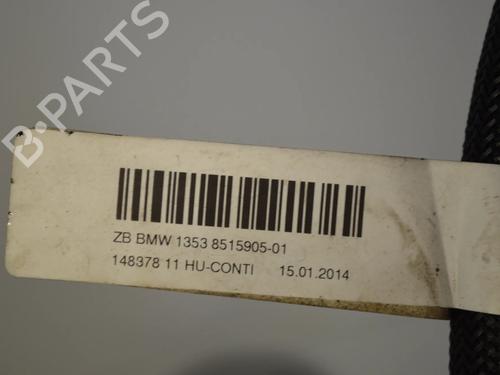 B-PARTS
ZB BMW 1353 8515905-01
148378 11 HU-CONTI 15.01.2014